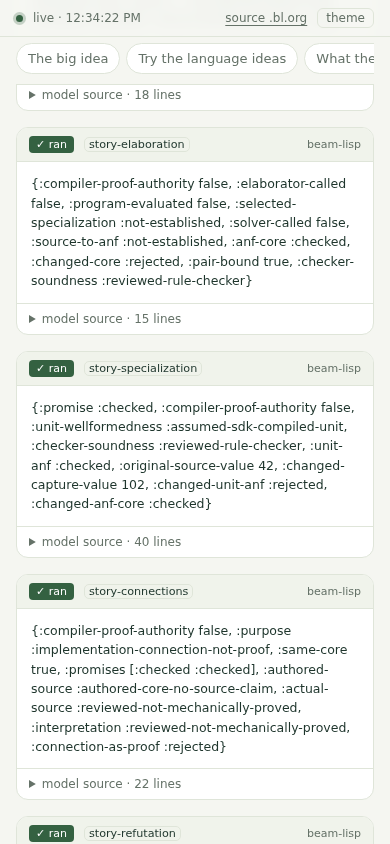 live · 12:34:22 PM
source .bl.org
theme
The big idea
Try the language ideas
What the
▶ model source · 18 lines
✓ ran
story-elaboration
beam-lisp
{:compiler-proof-authority false, :elaborator-called
false, :program-evaluated false, :selected-
specialization :not-established, :solver-called false,
:source-to-anf :not-established, :anf-core :checked,
:changed-core :rejected, :pair-bound true, :checker-
soundness :reviewed-rule-checker}
▶ model source · 15 lines
✓ ran
story-specialization
beam-lisp
{:promise :checked, :compiler-proof-authority false,
:unit-wellformedness :assumed-sdk-compiled-unit,
:checker-soundness :reviewed-rule-checker, :unit-
anf :checked, :original-source-value 42, :changed-
capture-value 102, :changed-unit-anf :rejected,
:changed-anf-core :checked}
▶ model source · 40 lines
✓ ran
story-connections
beam-lisp
{:compiler-proof-authority false, :purpose
:implementation-connection-not-proof, :same-core
true, :promises [:checked :checked], :authored-
source :authored-core-no-source-claim, :actual-
source :reviewed-not-mechanically-proved,
:interpretation :reviewed-not-mechanically-proved,
:connection-as-proof :rejected}
▶ model source · 22 lines
✓ ran
story-refutation
beam-lisp